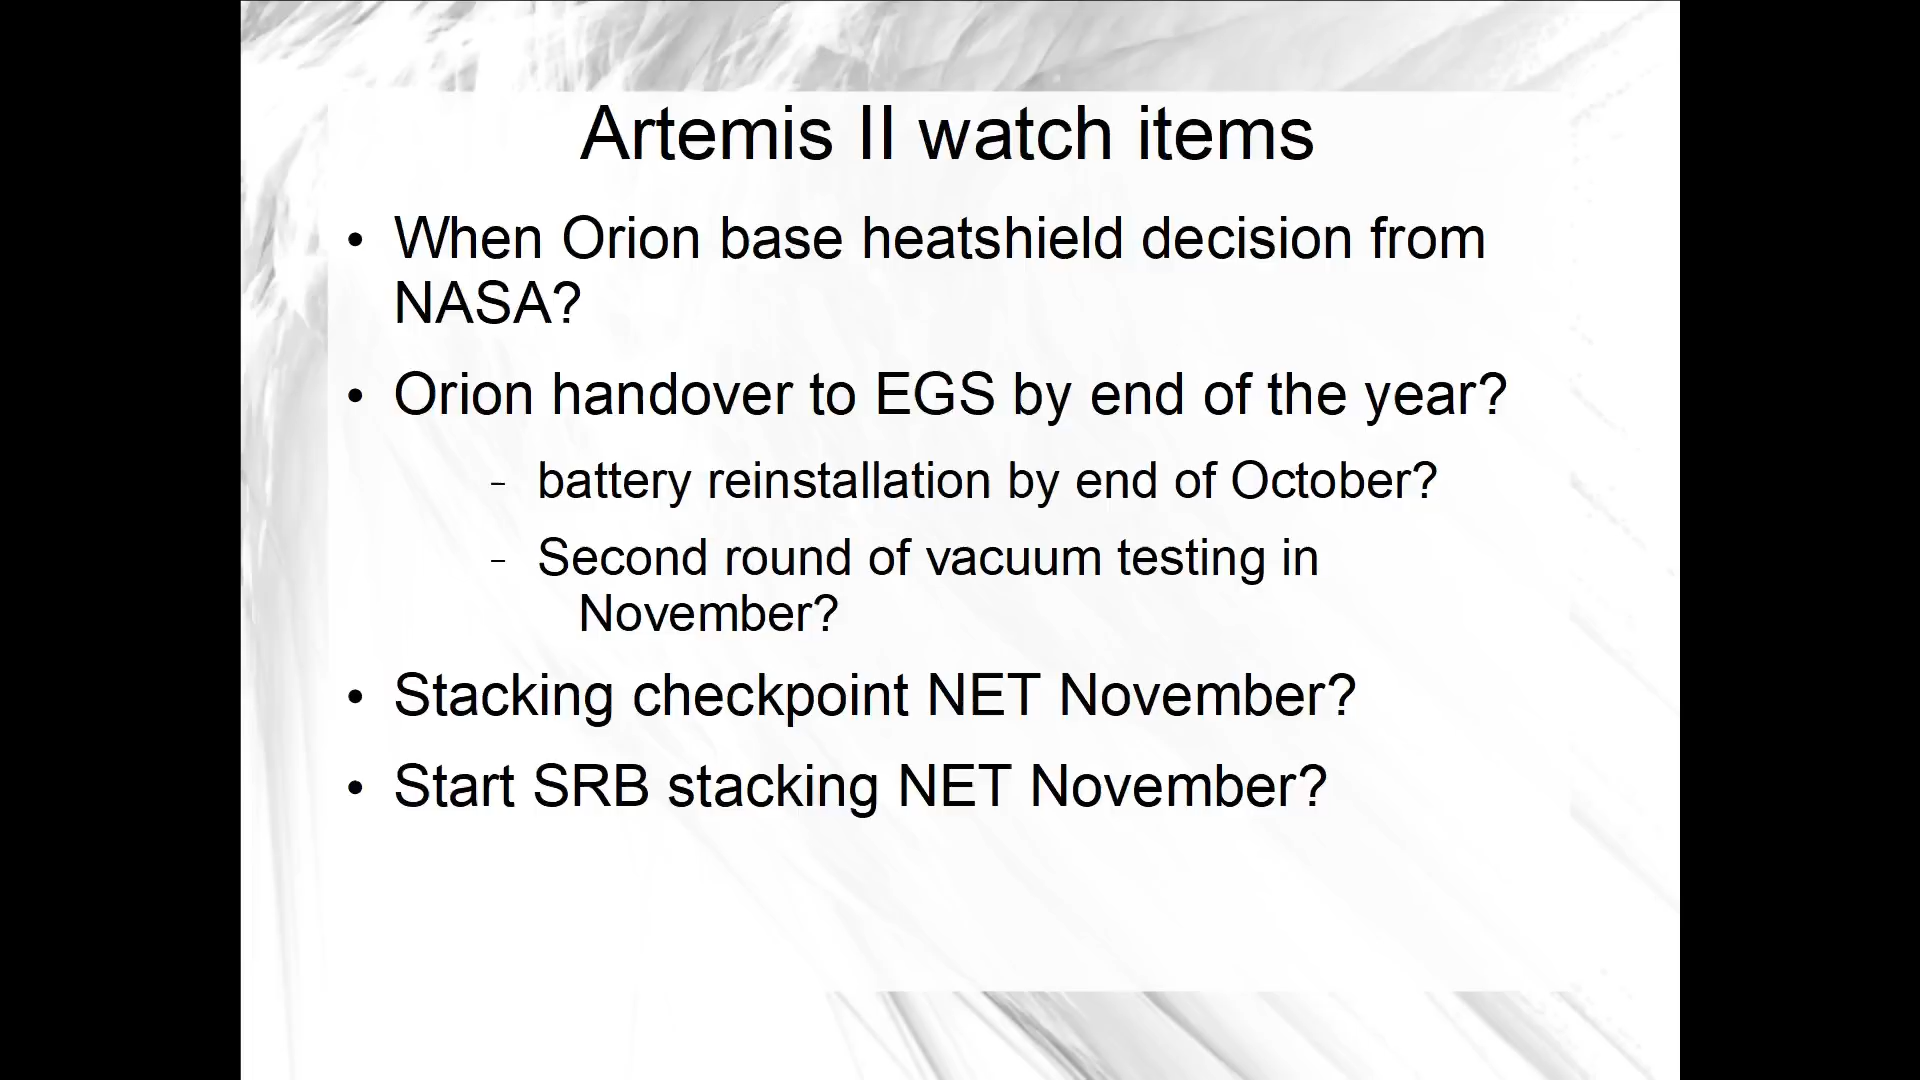 Artemis II watch items
• When Orion base heatshield decision from
NASA?
• Orion handover to EGS by end of the year?
– battery reinstallation by end of October?
– Second round of vacuum testing in
November?
• Stacking checkpoint NET November?
• Start SRB stacking NET November?